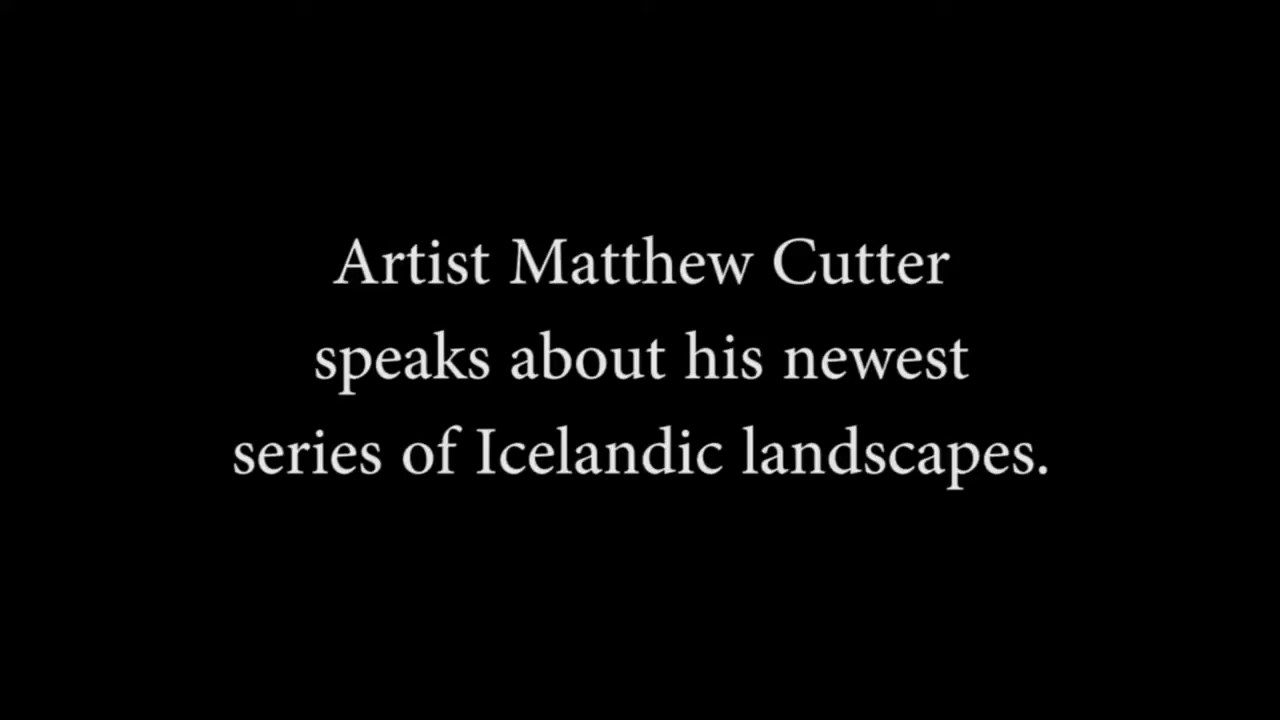 Artist Matthew Cutter
speaks about his newest
series of Icelandic landscapes.